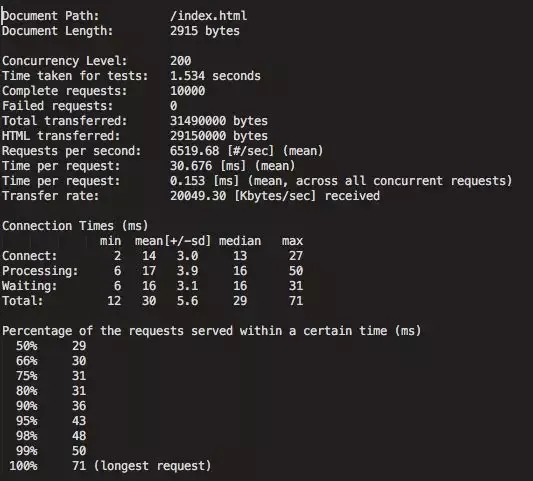 Document Path:          /index.html
Document Length:        2915 bytes

Concurrency Level:      200
Time taken for tests:   1.534 seconds
Complete requests:      10000
Failed requests:        0
Total transferred:      31490000 bytes
HTML transferred:       29150000 bytes
Requests per second:    6519.68 [#/sec] (mean)
Time per request:       30.676 [ms] (mean)
Time per request:       0.153 [ms] (mean, across all concurrent requests)
Transfer rate:          20049.30 [Kbytes/sec] received

Connection Times (ms)
              min  mean[+/-sd] median   max
Connect:        2   14   3.0     13      27
Processing:     6   17   3.9     16      50
Waiting:        6   16   3.1     16      31
Total:         12   30   5.6     29      71

Percentage of the requests served within a certain time (ms)
  50%     29
  66%     30
  75%     31
  80%     31
  90%     36
  95%     43
  98%     48
  99%     50
 100%     71 (longest request)